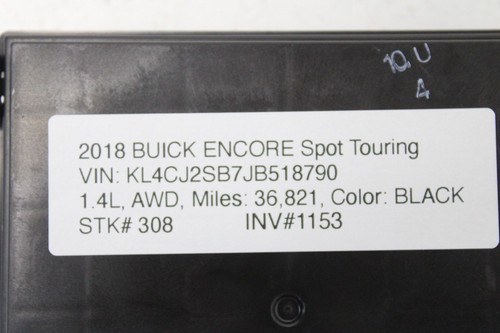 10.U
4
2018 BUICK ENCORE Spot Touring
VIN: KL4CJ2SB7JB518790
1.4L, AWD, Miles: 36,821, Color: BLACK
STK# 308 INV#1153